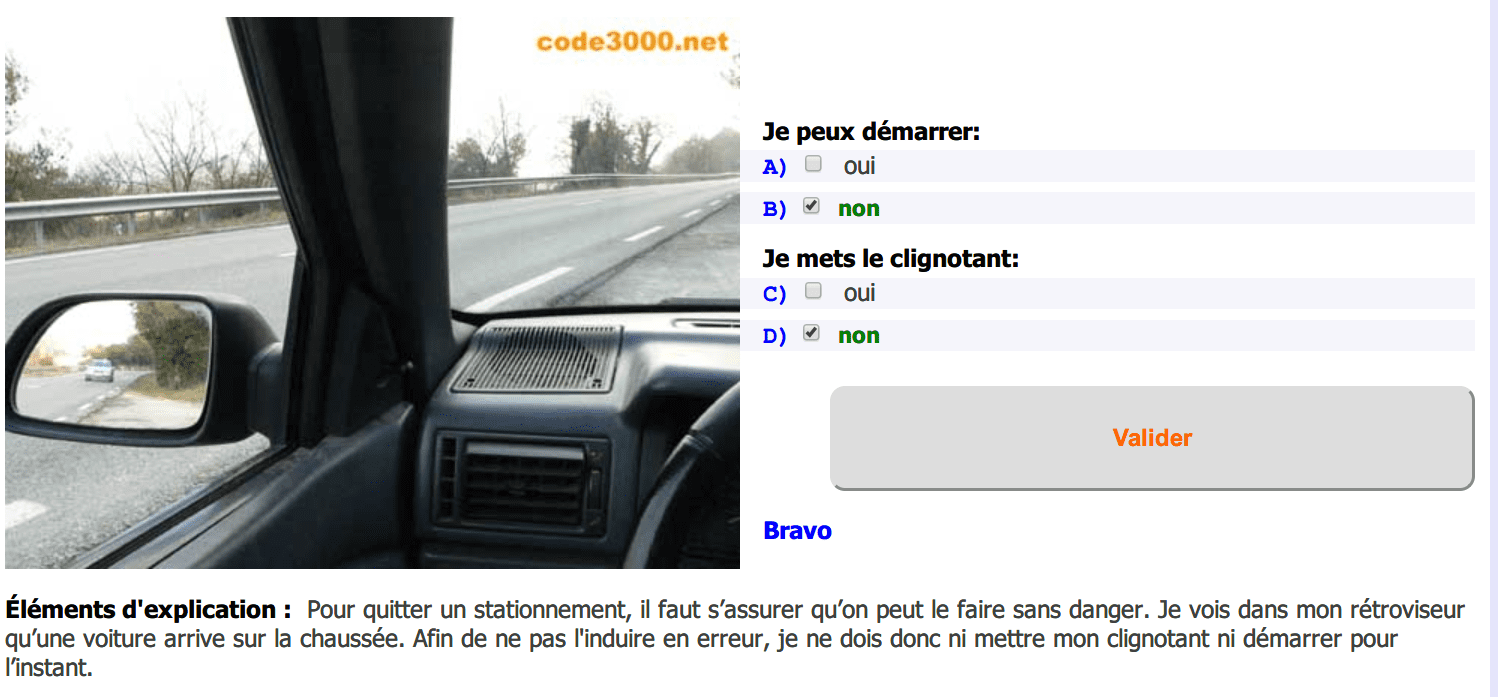 code3000.net
Je peux démarrer:
A) oui
B) non
Je mets le clignotant:
C) oui
D) non
Valider
Bravo
Éléments d'explication : Pour quitter un stationnement, il faut s’assurer qu’on peut le faire sans danger. Je vois dans mon rétroviseur
qu’une voiture arrive sur la chaussée. Afin de ne pas l'induire en erreur, je ne dois donc ni mettre mon clignotant ni démarrer pour
l’instant.